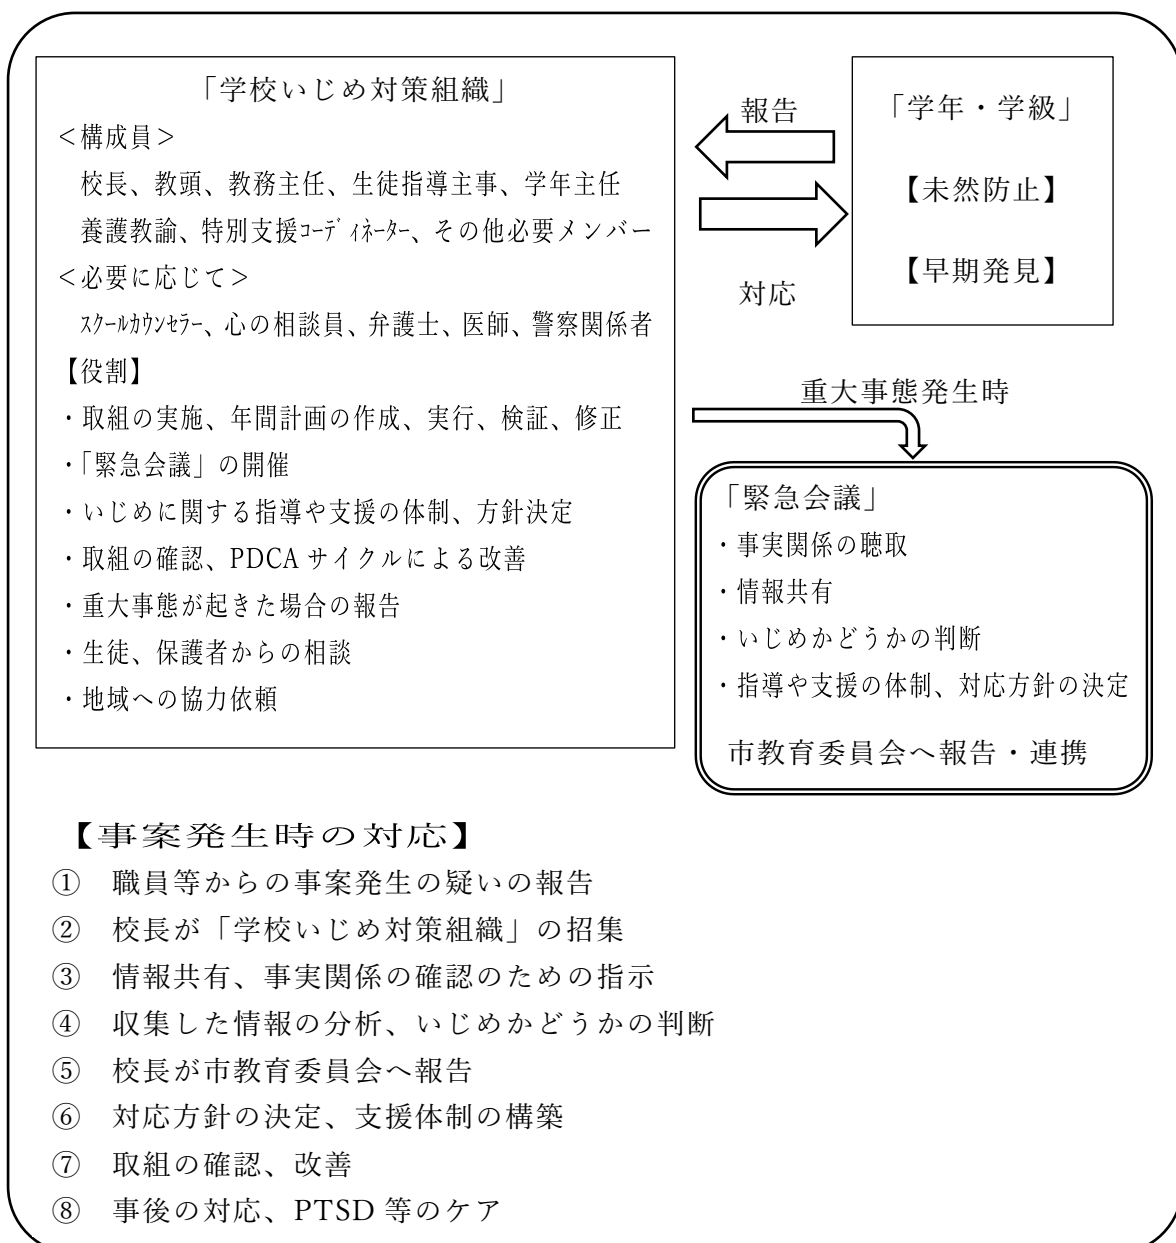 「学校いじめ対策組織」
＜構成員＞
校長、教頭、教務主任、生徒指導主事、学年主任
養護教諭、特別支援ｺｰﾃﾞｨﾈｰﾀｰ、その他必要メンバー
＜必要に応じて＞
ｽｸｰﾙｶｳﾝｾﾗｰ、心の相談員、弁護士、医師、警察関係者
【役割】
・取組の実施、年間計画の作成、実行、検証、修正
・「緊急会議」の開催
・いじめに関する指導や支援の体制、方針決定
・取組の確認、PDCA サイクルによる改善
・重大事態が起きた場合の報告
・生徒、保護者からの相談
・地域への協力依頼
報告
対応
「学年・学級」
【未然防止】
【早期発見】
重大事態発生時
「緊急会議」
・事実関係の聴取
・情報共有
・いじめかどうかの判断
・指導や支援の体制、対応方針の決定
市教育委員会へ報告・連携
【事案発生時の対応】
①　職員等からの事案発生の疑いの報告
②　校長が「学校いじめ対策組織」の招集
③　情報共有、事実関係の確認のための指示
④　収集した情報の分析、いじめかどうかの判断
⑤　校長が市教育委員会へ報告
⑥　対応方針の決定、支援体制の構築
⑦　取組の確認、改善
⑧　事後の対応、PTSD 等のケア